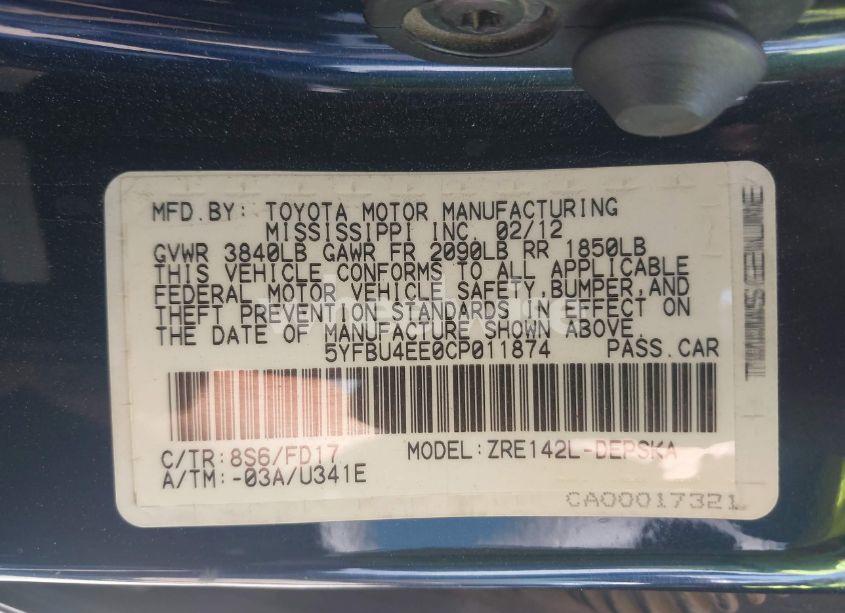 MFD.BY: TOYOTA MOTOR MANUFACTURING
MISSISSIPPI INC. 02/12
GVWR 3840LB GAWR FR 2090LB RR 1850LB
THIS VEHICLE CONFORMS TO ALL APPLICABLE
FEDERAL MOTOR VEHICLE SAFETY,BUMPER,AND
THEFT PREVENTION STANDARDS IN EFFECT ON
THE DATE OF MANUFACTURE SHOWN ABOVE.
5YFBU4EE0CP011874 PASS.CAR
C/TR:8S6/FD17 MODEL:ZRE142L-DEPSKA
A/TM:-03A/U341E
CA00017321